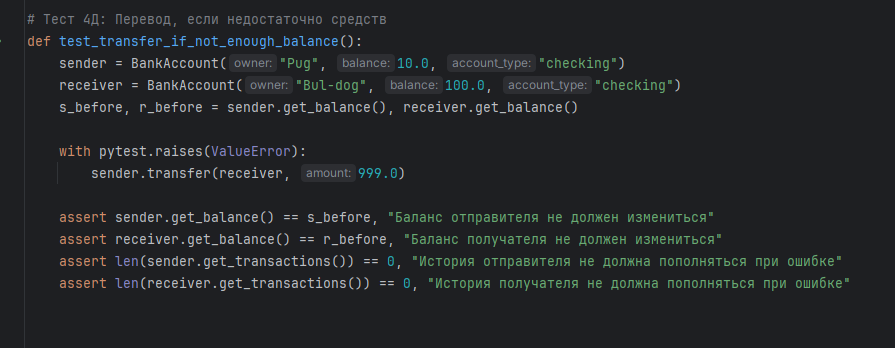 # Тест 4Д: Перевод, если недостаточно средств
def test_transfer_if_not_enough_balance():
sender = BankAccount( owner: "Pug", balance: 10.0, account_type: "checking")
receiver = BankAccount( owner: "Bul-dog", balance: 100.0, account_type: "checking")
s_before, r_before = sender.get_balance(), receiver.get_balance()
with pytest.raises(ValueError):
sender.transfer(receiver, amount: 999.0)
assert sender.get_balance() == s_before, "Баланс отправителя не должен измениться"
assert receiver.get_balance() == r_before, "Баланс получателя не должен измениться"
assert len(sender.get_transactions()) == 0, "История отправителя не должна пополняться при ошибке"
assert len(receiver.get_transactions()) == 0, "История получателя не должна пополняться при ошибке"